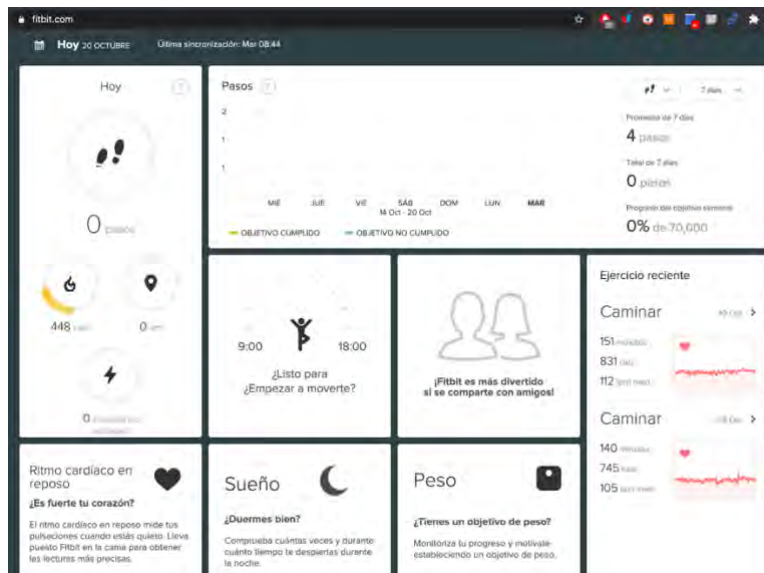 fitbit.com
Hoy 20 OCTUBRE
Última sincronización: Mar 08:44
Hoy
?
0 pasos
448
0 km
0
Pasos ?
2
1
1
MIÉ JUE VIE SÁB DOM LUN MAR
14 Oct - 20 Oct
OBJETIVO CUMPLIDO
OBJETIVO NO CUMPLIDO
7 días
Promedio de 7 días
4 pasos
Total de 7 días
0 pasos
Progreso del objetivo semanal
0% de 70,000
9:00
18:00
¿Listo para
¿Empezar a moverte?
¡Fitbit es más divertido
si se comparte con amigos!
Ejercicio reciente
Caminar
151 minutos
831
112
Caminar
140 minutos
745
105
Ritmo cardíaco en
reposo
¿Es fuerte tu corazón?
El ritmo cardíaco en reposo mide tus
pulsaciones cuando estás quieto. Lleva
puesto Fitbit en la cama para obtener
las lecturas más precisas.
Sueño
¿Duermes bien?
Comprueba cuántas veces y durante
cuánto tiempo te despiertas durante
la noche.
Peso
¿Tienes un objetivo de peso?
Monitoriza tu progreso y motívate
estableciendo un objetivo de peso.